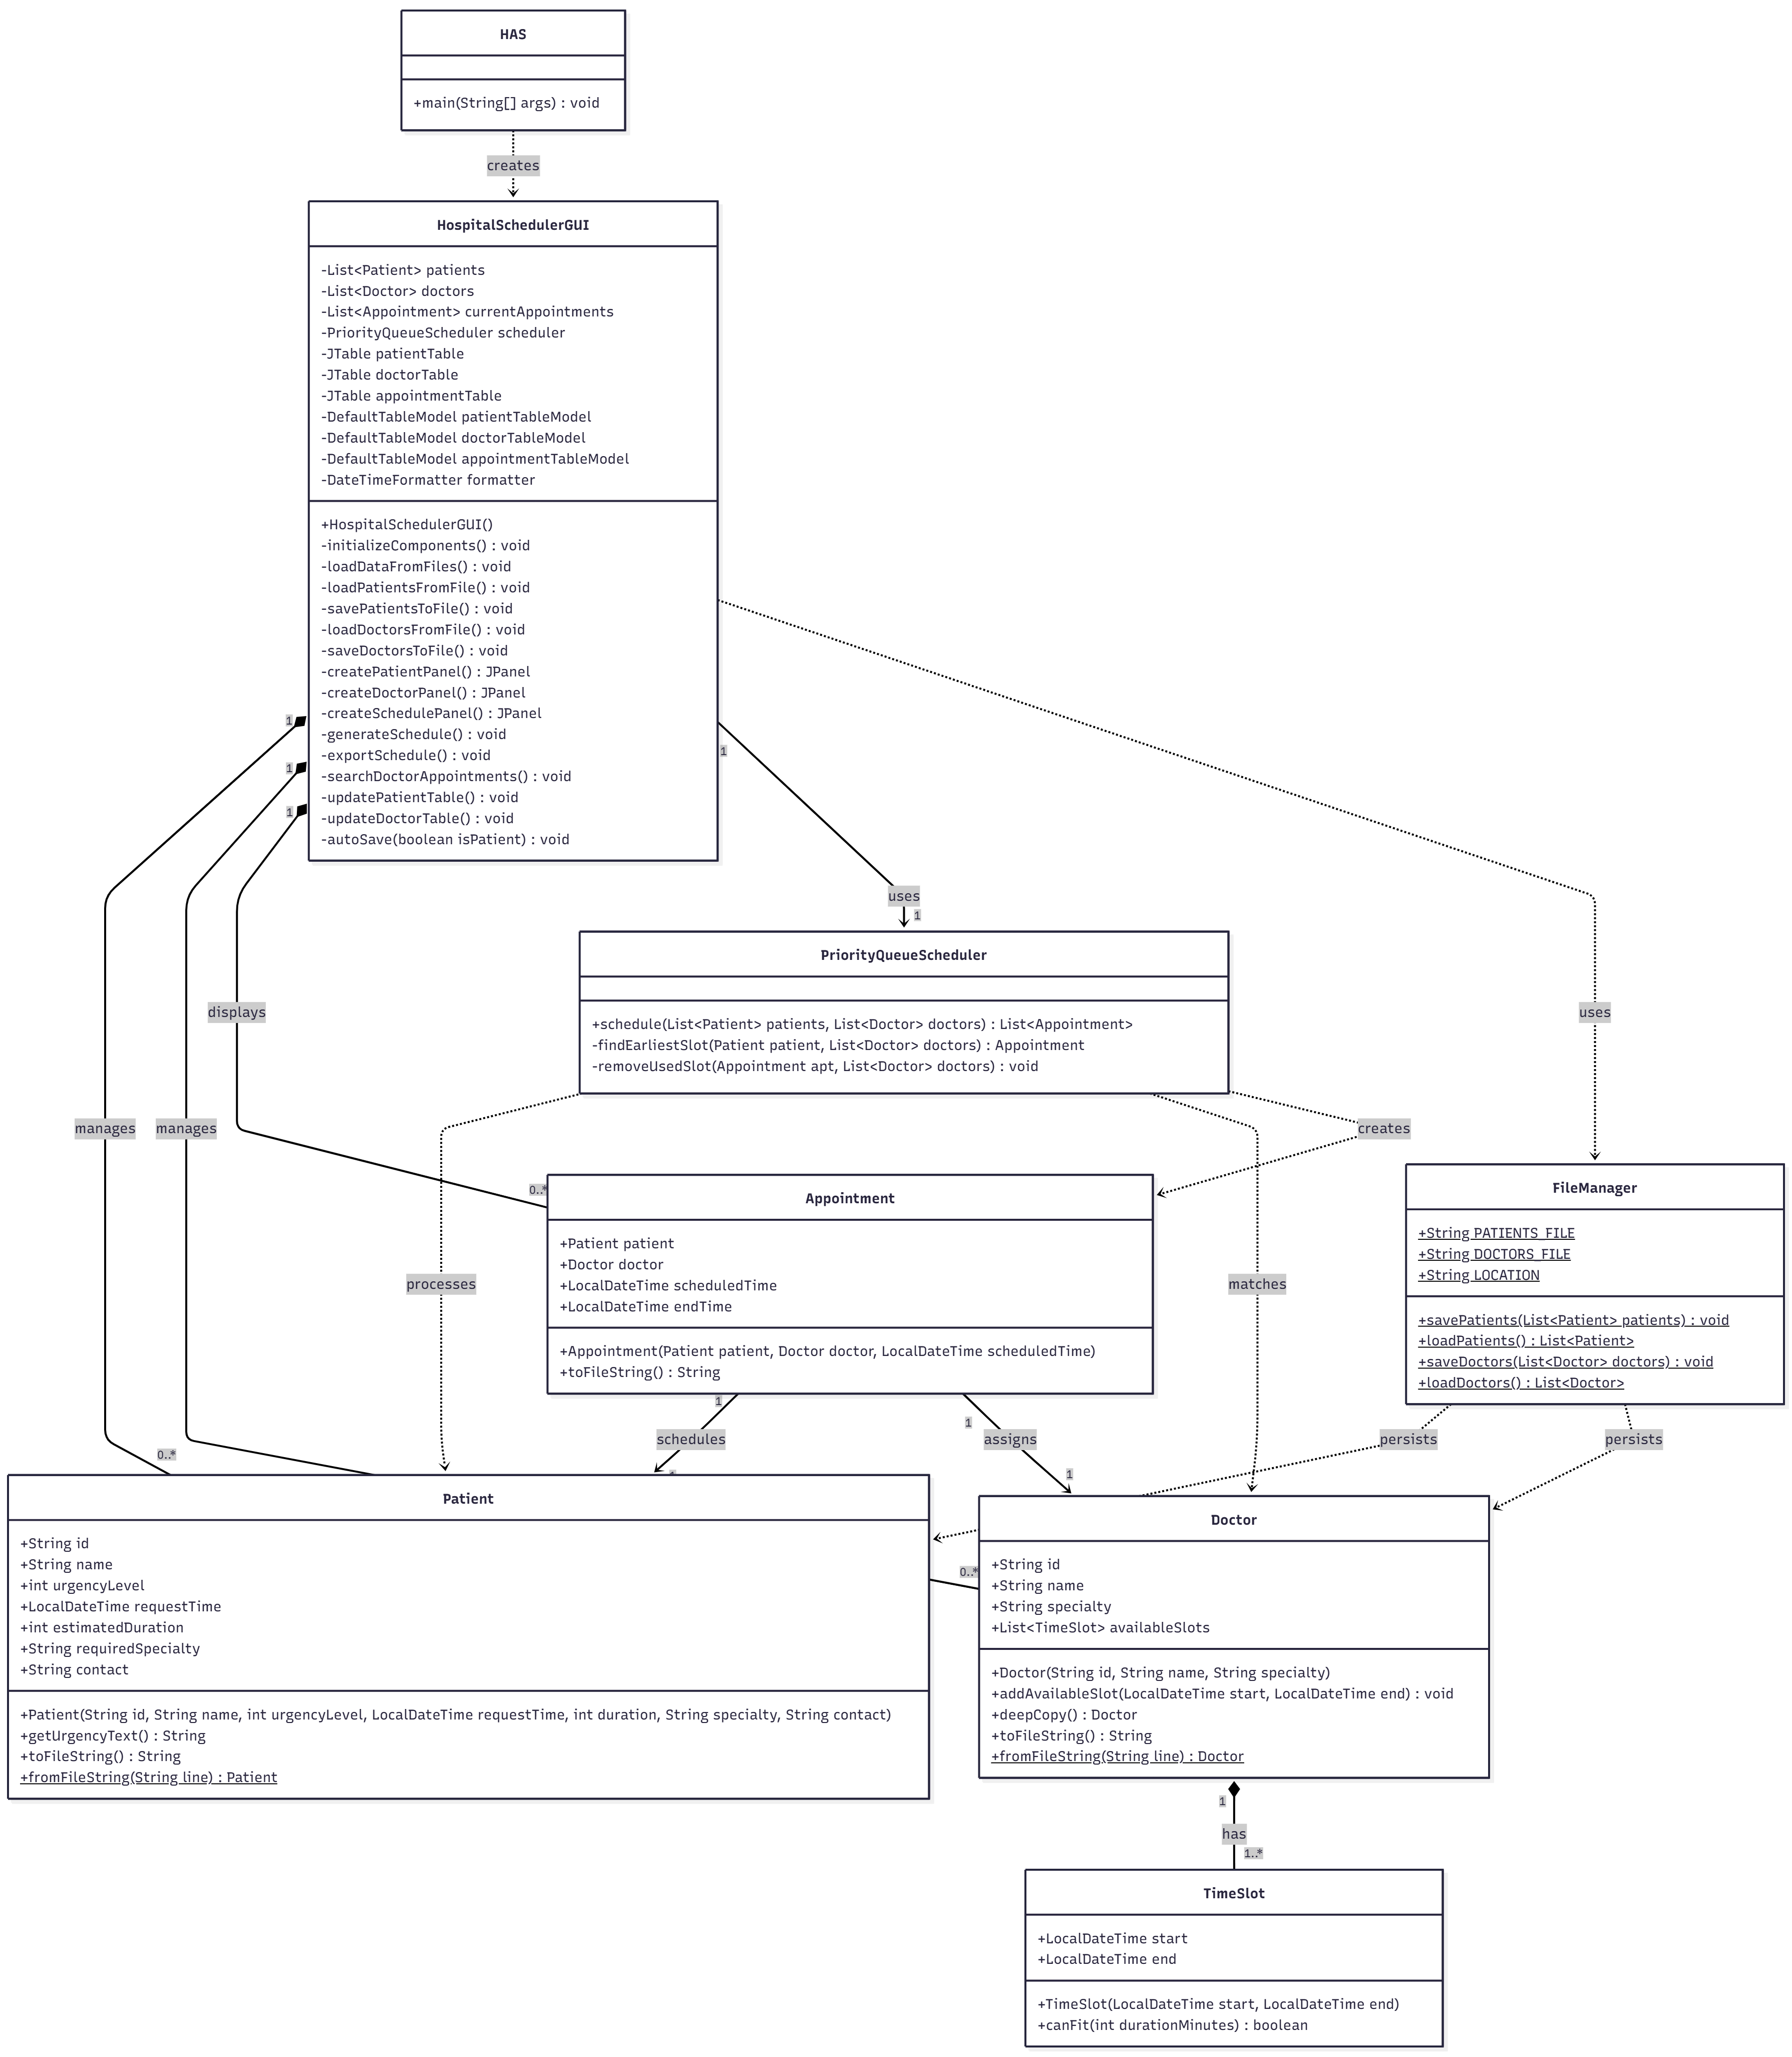 HAS
+main(String[] args) : void
creates
HospitalSchedulerGUI
-List<Patient> patients
-List<Doctor> doctors
-List<Appointment> currentAppointments
-PriorityQueueScheduler scheduler
-JTable patientTable
-JTable doctorTable
-JTable appointmentTable
-DefaultTableModel patientTableModel
-DefaultTableModel doctorTableModel
-DefaultTableModel appointmentTableModel
-DateTimeFormatter formatter
+HospitalSchedulerGUI()
-initializeComponents() : void
-loadDataFromFiles() : void
-loadPatientsFromFile() : void
-savePatientsToFile() : void
-loadDoctorsFromFile() : void
-saveDoctorsToFile() : void
-createPatientPanel() : JPanel
-createDoctorPanel() : JPanel
-createSchedulePanel() : JPanel
-generateSchedule() : void
-exportSchedule() : void
-searchDoctorAppointments() : void
-updatePatientTable() : void
-updateDoctorTable() : void
-autoSave(boolean isPatient) : void
1
1
1
1
uses
1
PriorityQueueScheduler
+schedule(List<Patient> patients, List<Doctor> doctors) : List<Appointment>
-findEarliestSlot(Patient patient, List<Doctor> doctors) : Appointment
-removeUsedSlot(Appointment apt, List<Doctor> doctors) : void
displays
uses
manages
manages
creates
0..*
Appointment
+Patient patient
+Doctor doctor
+LocalDateTime scheduledTime
+LocalDateTime endTime
+Appointment(Patient patient, Doctor doctor, LocalDateTime scheduledTime)
+toFileString() : String
processes
matches
FileManager
+String PATIENTS_FILE
+String DOCTORS_FILE
+String LOCATION
+savePatients(List<Patient> patients) : void
+loadPatients() : List<Patient>
+saveDoctors(List<Doctor> doctors) : void
+loadDoctors() : List<Doctor>
1
1
schedules
assigns
persists
persists
0..*
1
Patient
+String id
+String name
+int urgencyLevel
+LocalDateTime requestTime
+int estimatedDuration
+String requiredSpecialty
+String contact
+Patient(String id, String name, int urgencyLevel, LocalDateTime requestTime, int duration, String specialty, String contact)
+getUrgencyText() : String
+toFileString() : String
+fromFileString(String line) : Patient
0..*
Doctor
+String id
+String name
+String specialty
+List<TimeSlot> availableSlots
+Doctor(String id, String name, String specialty)
+addAvailableSlot(LocalDateTime start, LocalDateTime end) : void
+deepCopy() : Doctor
+toFileString() : String
+fromFileString(String line) : Doctor
1
has
1..*
TimeSlot
+LocalDateTime start
+LocalDateTime end
+TimeSlot(LocalDateTime start, LocalDateTime end)
+canFit(int durationMinutes) : boolean